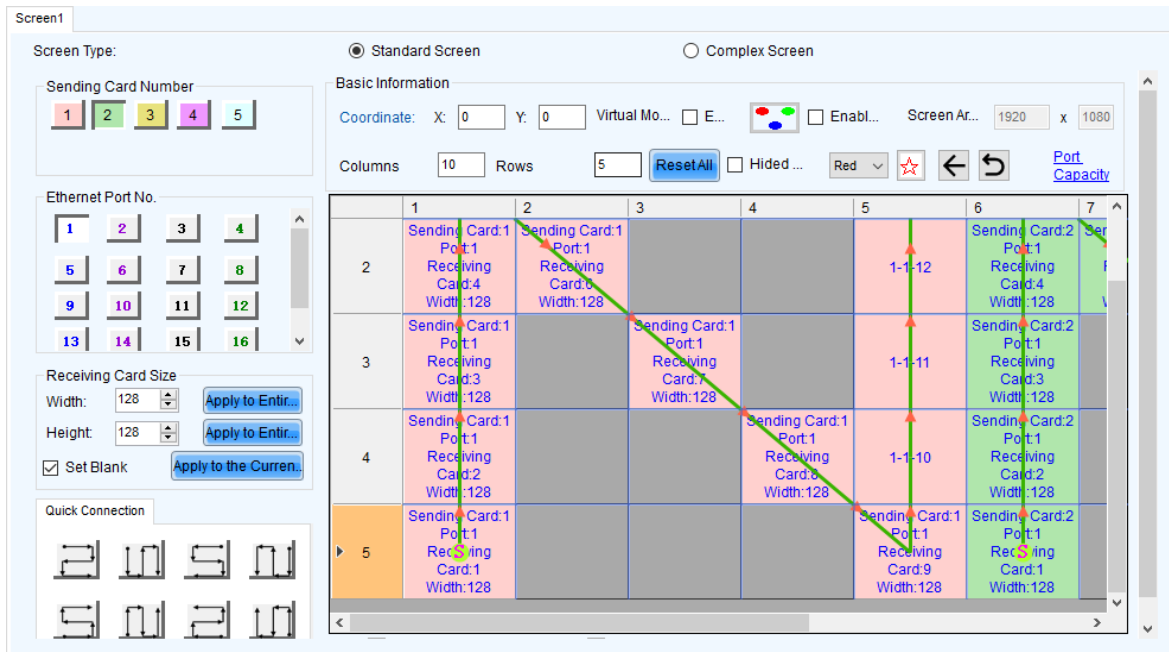 Screen1
Screen Type:
Standard Screen
Complex Screen
Sending Card Number
1 2 3 4 5
Basic Information
Coordinate: X: 0 Y: 0 Virtual Mo... E... Enabl... Screen Ar... 1920 x 1080
Columns 10 Rows 5 Reset All Hided ... Red Port
Capacity
Ethernet Port No.
1 2 3 4
5 6 7 8
9 10 11 12
13 14 15 16
Receiving Card Size
Width: 128 Apply to Entir...
Height: 128 Apply to Entir...
Set Blank Apply to the Curren...
Quick Connection
1 2 3 4 5 6 7
2
Sending Card:1
Port:1
Receiving
Card:4
Width:128
Sending Card:1
Port:1
Receiving
Card:6
Width:128
1-1-12
Sending Card:2
Port:1
Receiving
Card:4
Width:128
3
Sending Card:1
Port:1
Receiving
Card:3
Width:128
Sending Card:1
Port:1
Receiving
Card:7
Width:128
1-1-11
Sending Card:2
Port:1
Receiving
Card:3
Width:128
4
Sending Card:1
Port:1
Receiving
Card:2
Width:128
Sending Card:1
Port:1
Receiving
Card:8
Width:128
1-1-10
Sending Card:2
Port:1
Receiving
Card:2
Width:128
5
Sending Card:1
Port:1
Receiving
Card:1
Width:128
S
Sending Card:1
Port:1
Receiving
Card:9
Width:128
Sending Card:2
Port:1
Receiving
Card:1
Width:128
S